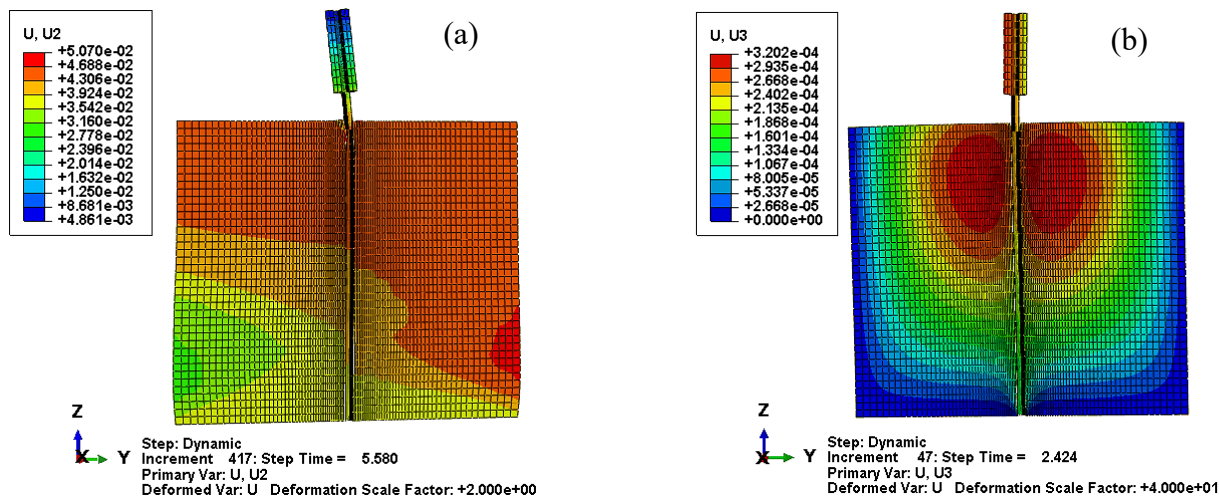 (a)
U, U2
+5.070e-02
+4.688e-02
+4.306e-02
+3.924e-02
+3.542e-02
+3.160e-02
+2.778e-02
+2.396e-02
+2.014e-02
+1.632e-02
+1.250e-02
+8.681e-03
+4.861e-03
Z
X
Y
Step: Dynamic
Increment 417: Step Time = 5.580
Primary Var: U, U2
Deformed Var: U Deformation Scale Factor: +2.000e+00
(b)
U, U3
+3.202e-04
+2.935e-04
+2.668e-04
+2.402e-04
+2.135e-04
+1.868e-04
+1.601e-04
+1.334e-04
+1.067e-04
+8.005e-05
+5.337e-05
+2.668e-05
+0.000e+00
Z
X
Y
Step: Dynamic
Increment 47: Step Time = 2.424
Primary Var: U, U3
Deformed Var: U Deformation Scale Factor: +4.000e+01